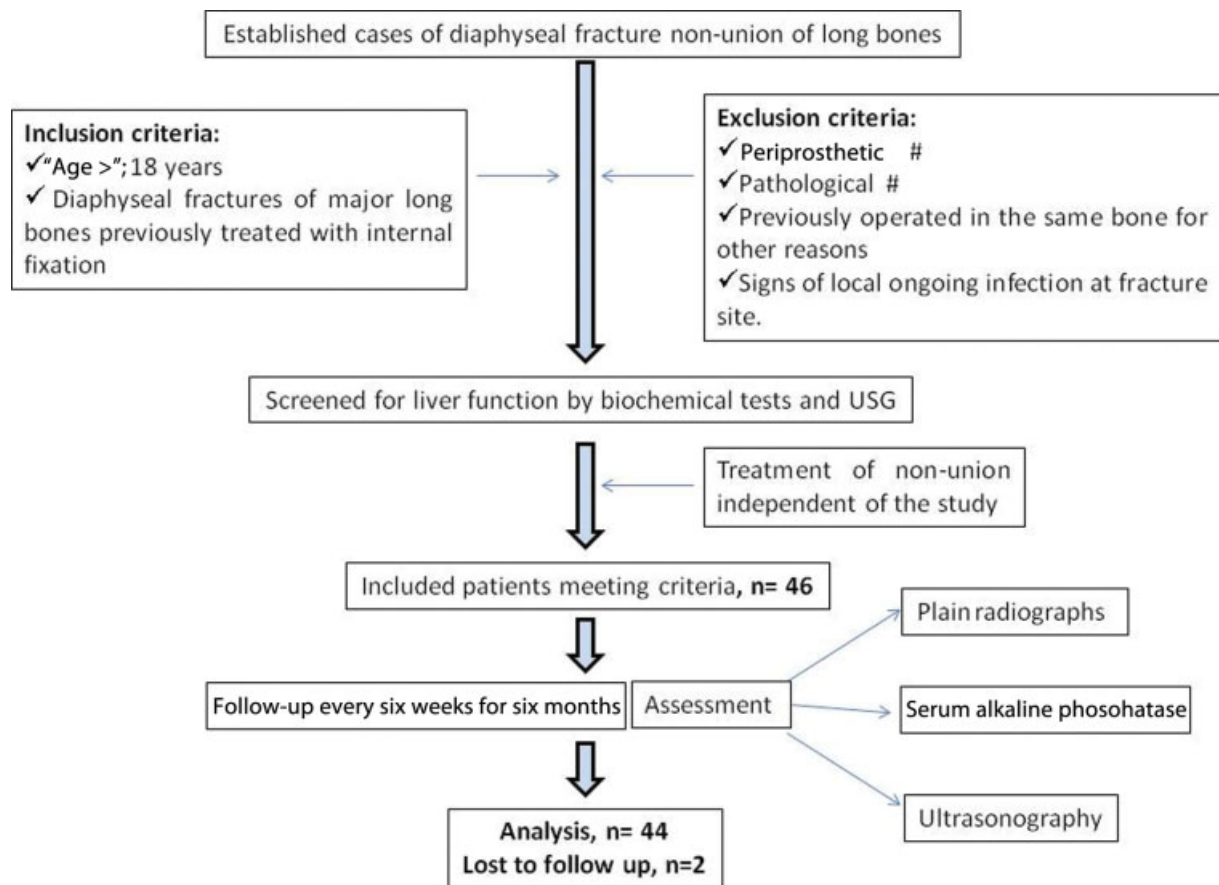 Established cases of diaphyseal fracture non-union of long bones
Inclusion criteria:
✓“Age >”; 18 years
✓ Diaphyseal fractures of major long
bones previously treated with internal
fixation
Exclusion criteria:
✓Periprosthetic #
✓Pathological #
✓Previously operated in the same bone for
other reasons
✓Signs of local ongoing infection at fracture
site.
Screened for liver function by biochemical tests and USG
Treatment of non-union
independent of the study
Included patients meeting criteria, n= 46
Follow-up every six weeks for six months
Assessment
Plain radiographs
Serum alkaline phosohatase
Ultrasonography
Analysis, n= 44
Lost to follow up, n=2